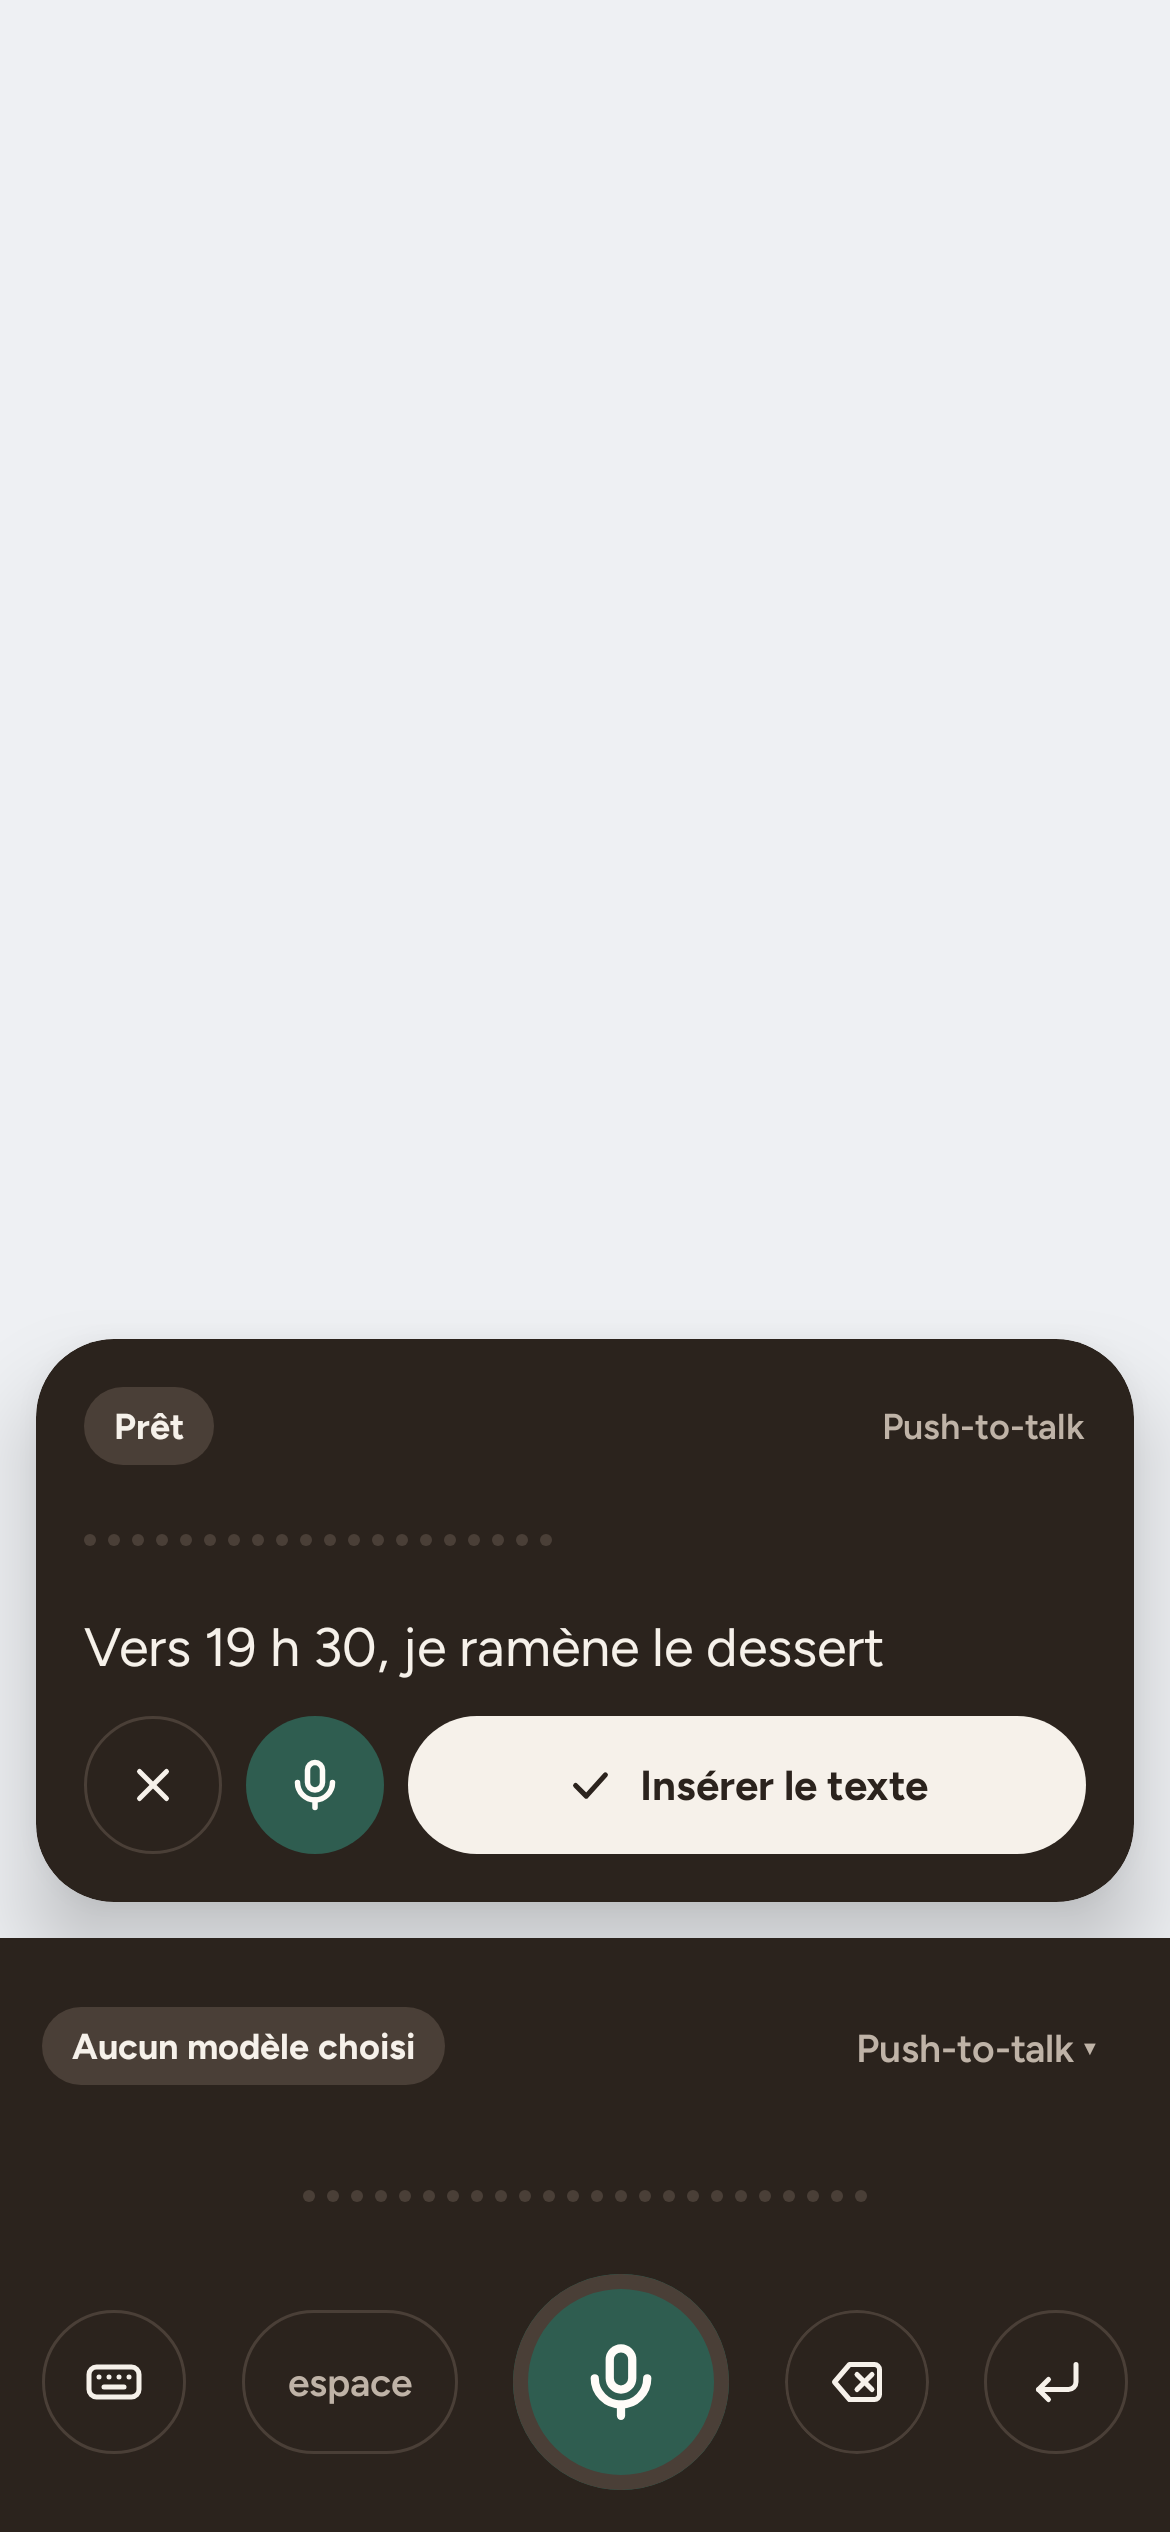 Prêt
Push-to-talk
Vers 19 h 30, je ramène le dessert
Insérer le texte
Aucun modèle choisi
Push-to-talk ▾
espace